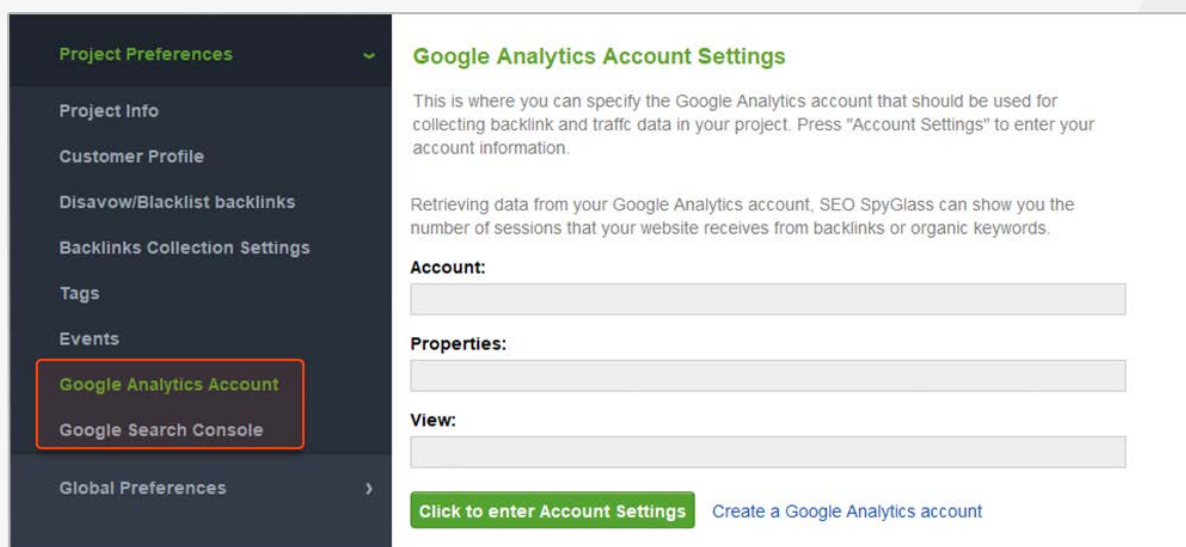 Project Preferences
Project Info
Customer Profile
Disavow/Blacklist backlinks
Backlinks Collection Settings
Tags
Events
Google Analytics Account
Google Search Console
Global Preferences
Google Analytics Account Settings
This is where you can specify the Google Analytics account that should be used for
collecting backlink and traffc data in your project. Press "Account Settings" to enter your
account information.
Retrieving data from your Google Analytics account, SEO SpyGlass can show you the
number of sessions that your website receives from backlinks or organic keywords.
Account:
Properties:
View:
Click to enter Account Settings Create a Google Analytics account